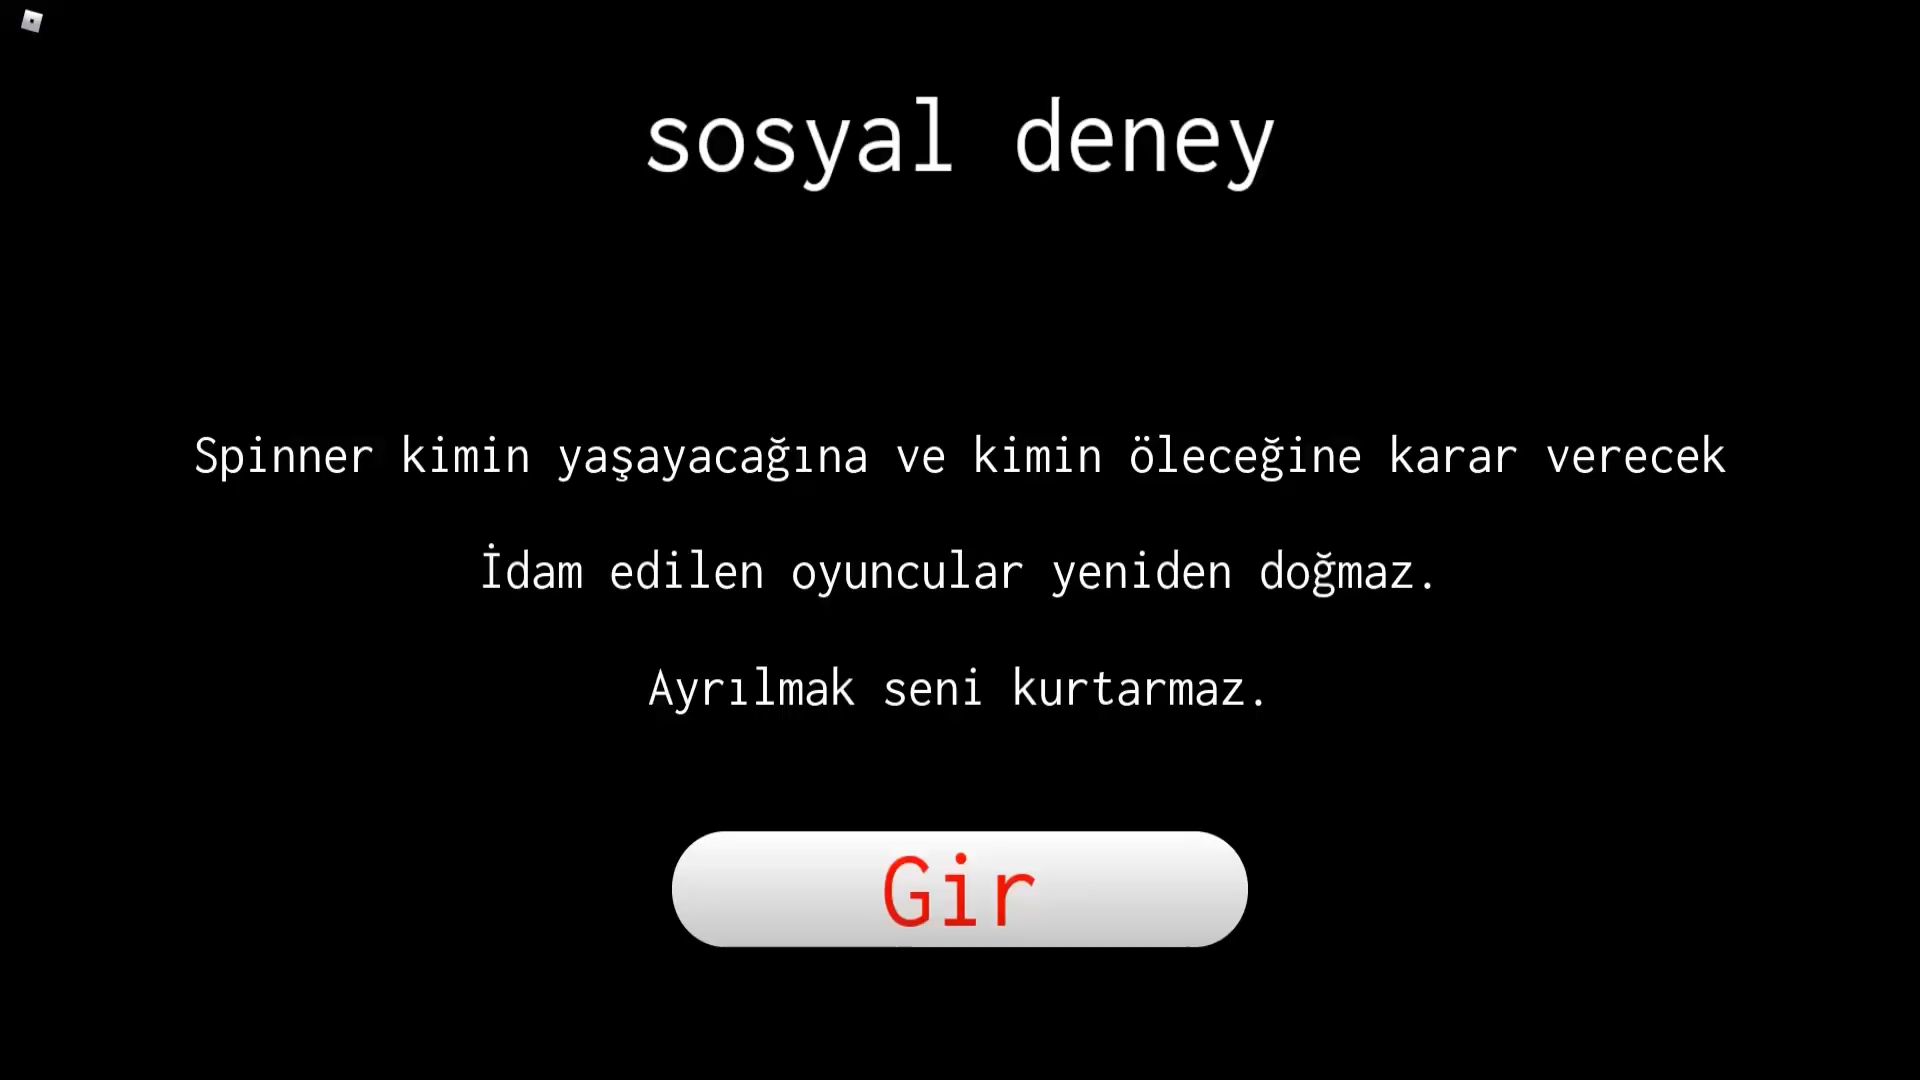 sosyal deney
Spinner kimin yaşayacağına ve kimin öleceğine karar verecek
İdam edilen oyuncular yeniden doğmaz.
Ayrılmak seni kurtarmaz.
Gir